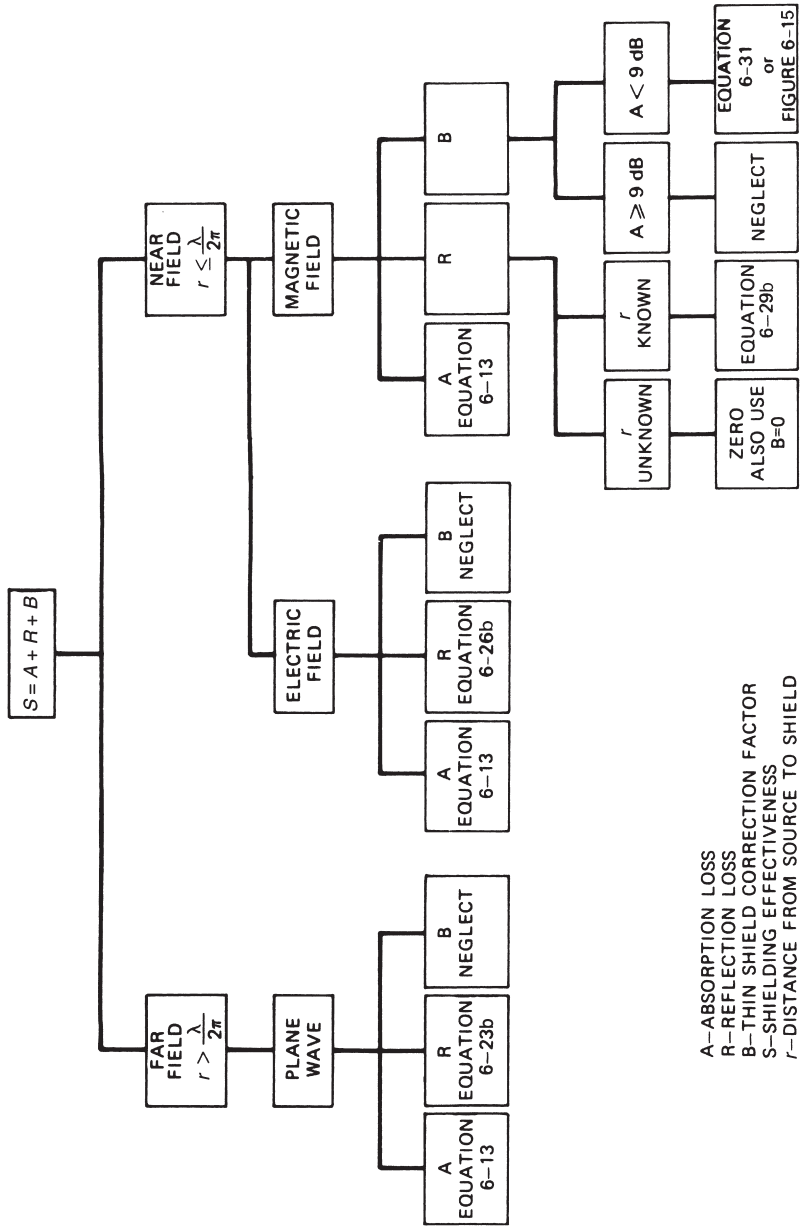 S = A + R + B
FAR
FIELD
r > λ/2π
NEAR
FIELD
r ≤ λ/2π
PLANE
WAVE
ELECTRIC
FIELD
MAGNETIC
FIELD
A
EQUATION
6–13
R
EQUATION
6–23b
B
NEGLECT
A
EQUATION
6–13
R
EQUATION
6–26b
B
NEGLECT
A
EQUATION
6–13
R
B
r
UNKNOWN
r
KNOWN
A ⩾ 9 dB
A < 9 dB
ZERO
ALSO USE
B=0
EQUATION
6–29b
NEGLECT
EQUATION
6–31
or
FIGURE 6–15
A–ABSORPTION LOSS
R–REFLECTION LOSS
B–THIN SHIELD CORRECTION FACTOR
S–SHIELDING EFFECTIVENESS
r–DISTANCE FROM SOURCE TO SHIELD